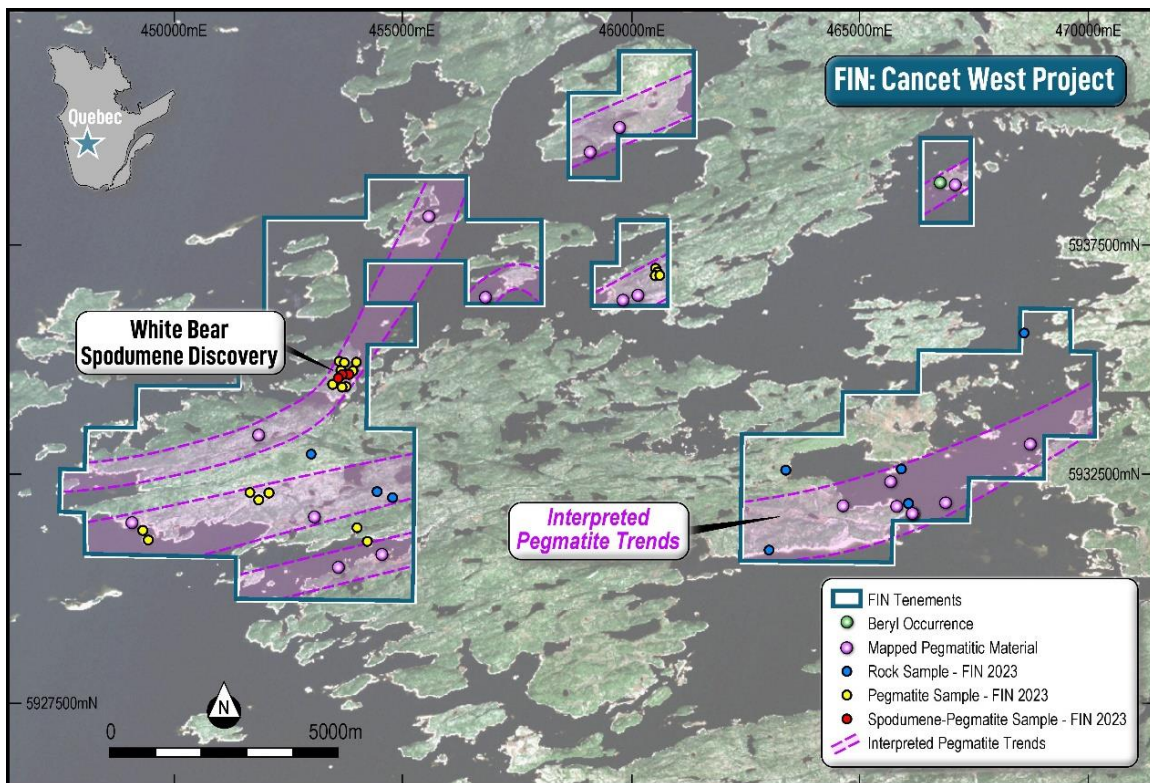 450000mE
455000mE
460000mE
465000mE
470000mE
FIN: Cancet West Project
Quebec
5937500mN
White Bear
Spodumene Discovery
5932500mN
Interpreted
Pegmatite Trends
FIN Tenements
Beryl Occurrence
Mapped Pegmatitic Material
Rock Sample - FIN 2023
Pegmatite Sample - FIN 2023
Spodumene-Pegmatite Sample - FIN 2023
Interpreted Pegmatite Trends
5927500mN
N
0
5000m